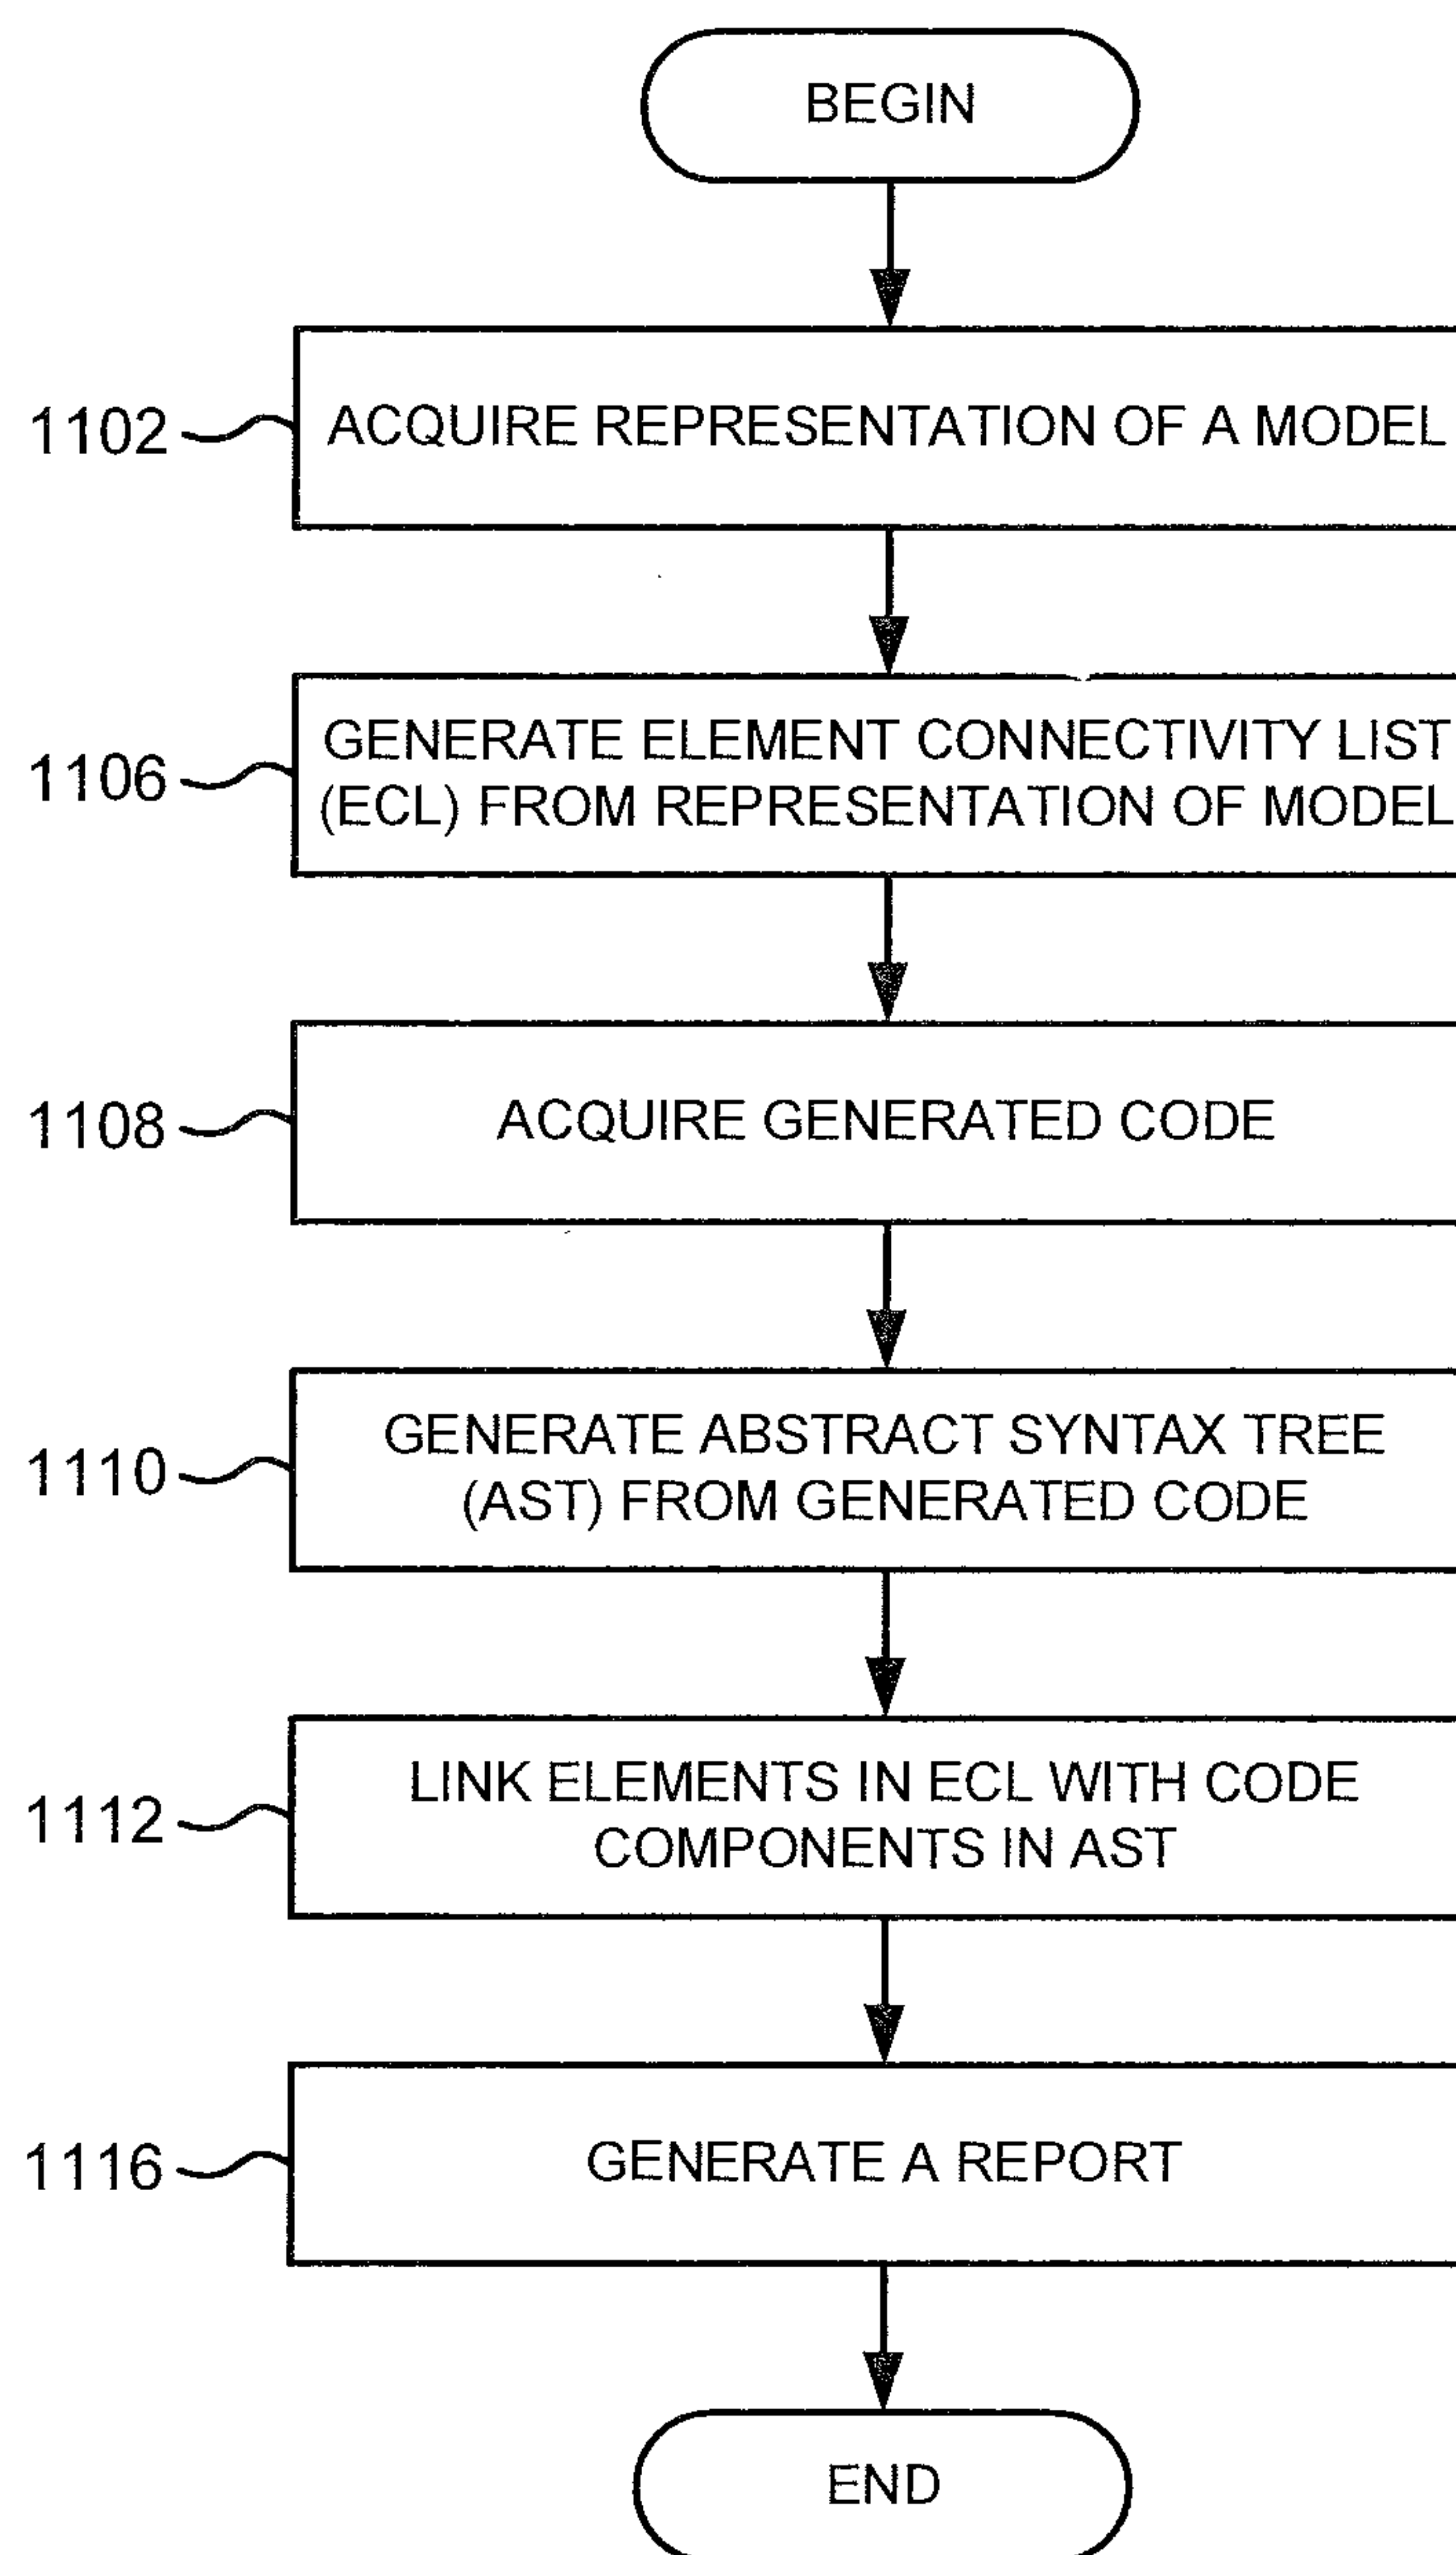 BEGIN
1102
ACQUIRE REPRESENTATION OF A MODEL
1106
GENERATE ELEMENT CONNECTIVITY LIST
(ECL) FROM REPRESENTATION OF MODEL
1108
ACQUIRE GENERATED CODE
1110
GENERATE ABSTRACT SYNTAX TREE
(AST) FROM GENERATED CODE
1112
LINK ELEMENTS IN ECL WITH CODE
COMPONENTS IN AST
1116
GENERATE A REPORT
END